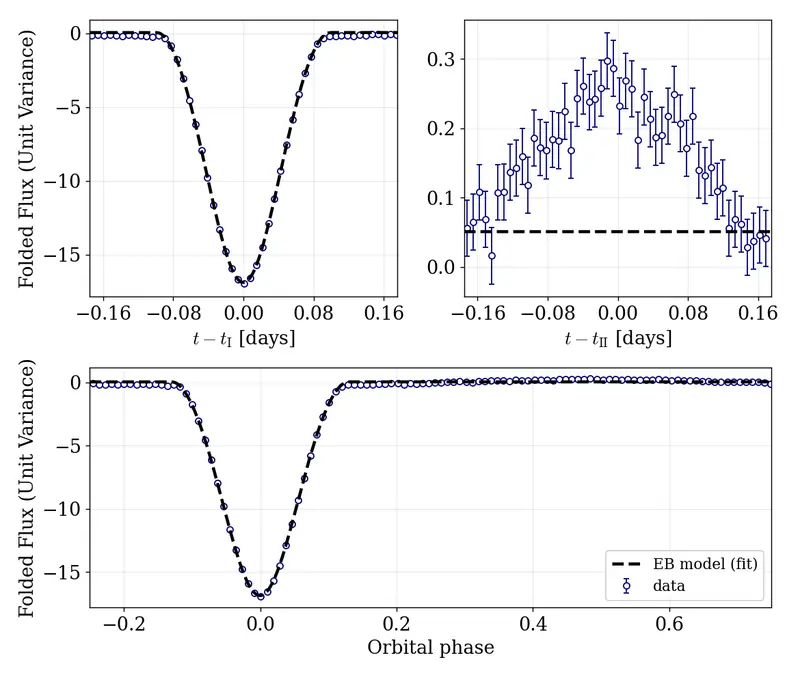 Folded Flux (Unit Variance)
0
−5
−10
−15
−0.16 −0.08 0.00 0.08 0.16
t − tI [days]
0.3
0.2
0.1
0.0
−0.16 −0.08 0.00 0.08 0.16
t − tII [days]
Folded Flux (Unit Variance)
0
−5
−10
−15
−0.2 0.0 0.2 0.4 0.6
Orbital phase
EB model (fit)
data